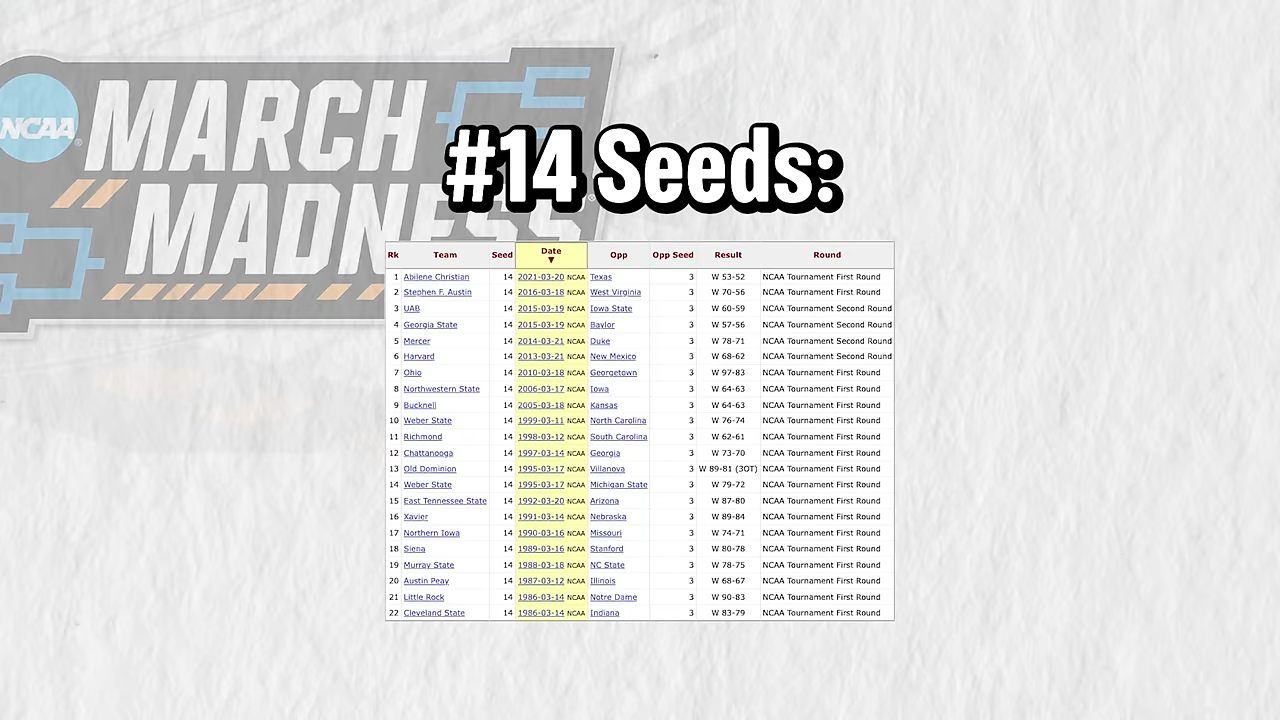 NCAA
MARCH
MADNESS
#14 Seeds:
Rk Team Seed Date ▼ Opp Opp Seed Result Round
1 Abilene Christian 14 2021-03-20 NCAA Texas 3 W 53-52 NCAA Tournament First Round
2 Stephen F. Austin 14 2016-03-18 NCAA West Virginia 3 W 70-56 NCAA Tournament First Round
3 UAB 14 2015-03-19 NCAA Iowa State 3 W 60-59 NCAA Tournament Second Round
4 Georgia State 14 2015-03-19 NCAA Baylor 3 W 57-56 NCAA Tournament Second Round
5 Mercer 14 2014-03-21 NCAA Duke 3 W 78-71 NCAA Tournament Second Round
6 Harvard 14 2013-03-21 NCAA New Mexico 3 W 68-62 NCAA Tournament Second Round
7 Ohio 14 2010-03-18 NCAA Georgetown 3 W 97-83 NCAA Tournament First Round
8 Northwestern State 14 2006-03-17 NCAA Iowa 3 W 64-63 NCAA Tournament First Round
9 Bucknell 14 2005-03-18 NCAA Kansas 3 W 64-63 NCAA Tournament First Round
10 Weber State 14 1999-03-11 NCAA North Carolina 3 W 76-74 NCAA Tournament First Round
11 Richmond 14 1998-03-12 NCAA South Carolina 3 W 62-61 NCAA Tournament First Round
12 Chattanooga 14 1997-03-14 NCAA Georgia 3 W 73-70 NCAA Tournament First Round
13 Old Dominion 14 1995-03-17 NCAA Villanova 3 W 89-81 (3OT) NCAA Tournament First Round
14 Weber State 14 1995-03-17 NCAA Michigan State 3 W 79-72 NCAA Tournament First Round
15 East Tennessee State 14 1992-03-20 NCAA Arizona 3 W 87-80 NCAA Tournament First Round
16 Xavier 14 1991-03-14 NCAA Nebraska 3 W 89-84 NCAA Tournament First Round
17 Northern Iowa 14 1990-03-16 NCAA Missouri 3 W 74-71 NCAA Tournament First Round
18 Siena 14 1989-03-16 NCAA Stanford 3 W 80-78 NCAA Tournament First Round
19 Murray State 14 1988-03-18 NCAA NC State 3 W 78-75 NCAA Tournament First Round
20 Austin Peay 14 1987-03-12 NCAA Illinois 3 W 68-67 NCAA Tournament First Round
21 Little Rock 14 1986-03-14 NCAA Notre Dame 3 W 90-83 NCAA Tournament First Round
22 Cleveland State 14 1986-03-14 NCAA Indiana 3 W 83-79 NCAA Tournament First Round